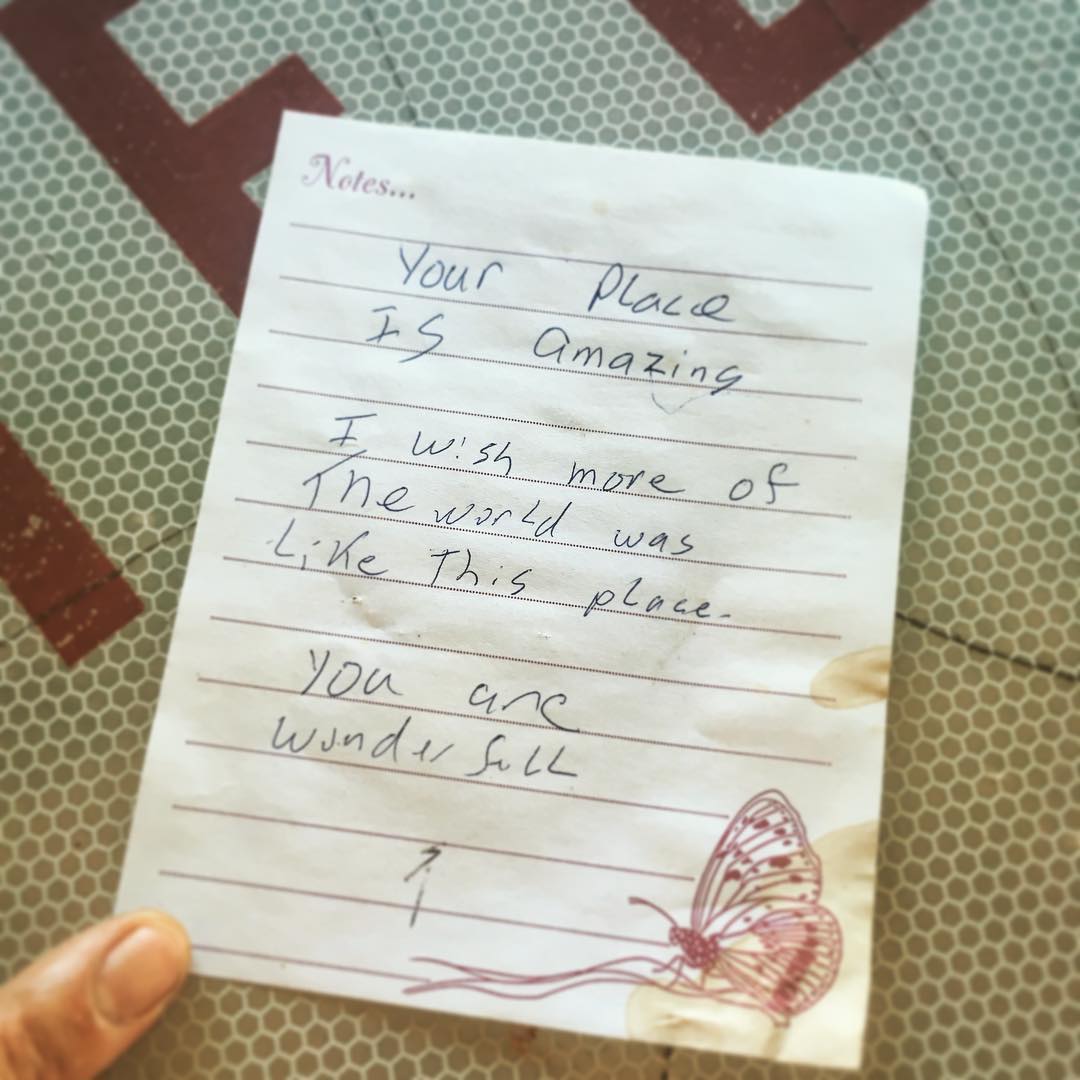 Notes...
Your Place
Is Amazing
I wish more of
The world was
Like This place.
You are
wonderfull